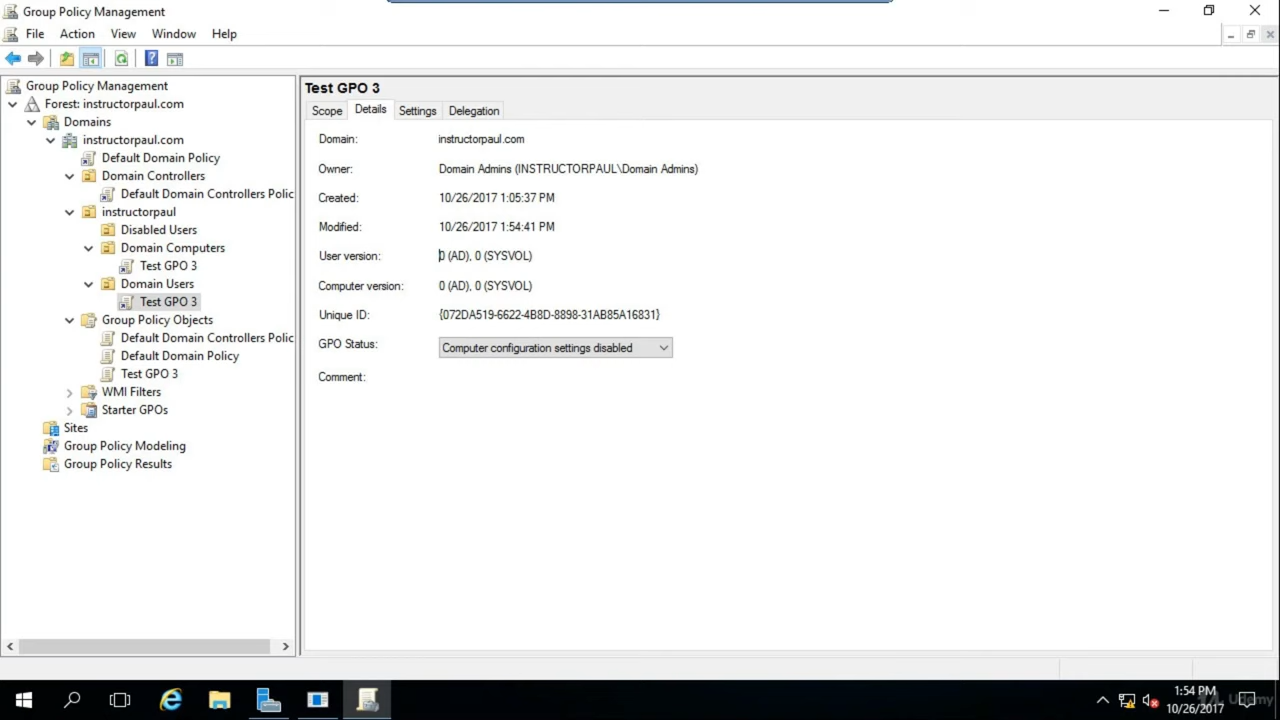 Group Policy Management
File Action View Window Help
Group Policy Management
Forest: instructorpaul.com
Domains
instructorpaul.com
Default Domain Policy
Domain Controllers
Default Domain Controllers Polic
instructorpaul
Disabled Users
Domain Computers
Test GPO 3
Domain Users
Test GPO 3
Group Policy Objects
Default Domain Controllers Polic
Default Domain Policy
Test GPO 3
WMI Filters
Starter GPOs
Sites
Group Policy Modeling
Group Policy Results
Test GPO 3
Scope Details Settings Delegation
Domain: instructorpaul.com
Owner: Domain Admins (INSTRUCTORPAUL\Domain Admins)
Created: 10/26/2017 1:05:37 PM
Modified: 10/26/2017 1:54:41 PM
User version: 0 (AD), 0 (SYSVOL)
Computer version: 0 (AD), 0 (SYSVOL)
Unique ID: {072DA519-6622-4B8D-8898-31AB85A16831}
GPO Status: Computer configuration settings disabled
Comment:
1:54 PM
10/26/2017
Udemy